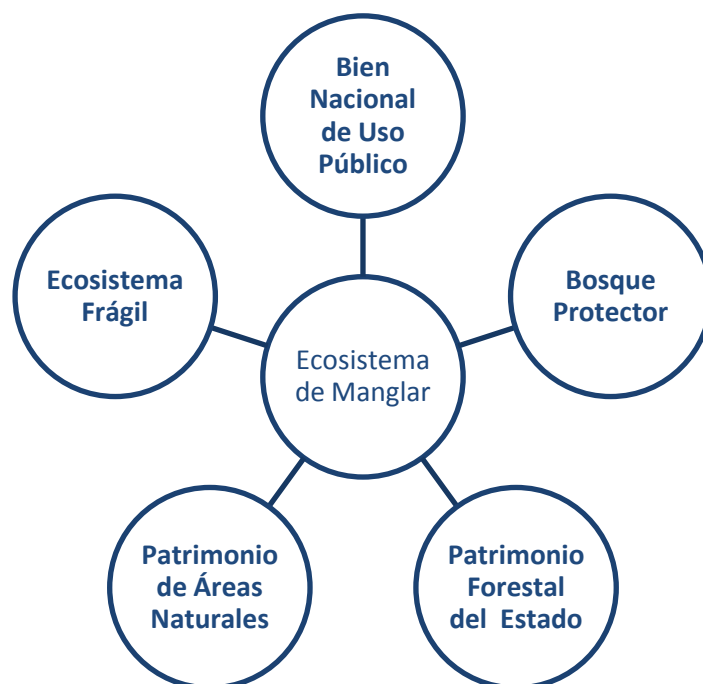 Bien
Nacional
de Uso
Público
Ecosistema
Frágil
Bosque
Protector
Ecosistema
de Manglar
Patrimonio
de Áreas
Naturales
Patrimonio
Forestal
del  Estado